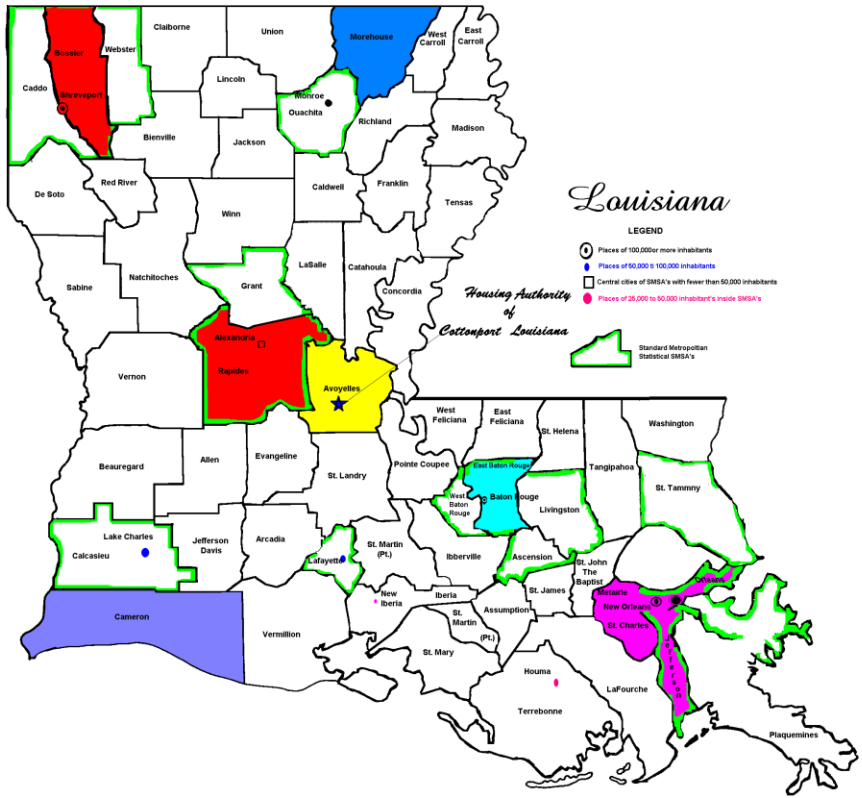 Claiborne
Union
Morehouse
West
Carroll
East
Carroll
Bossier
Webster
Caddo
Shreveport
Lincoln
Monroe
Ouachita
Richland
Madison
Bienville
Jackson
De Soto
Red River
Winn
Caldwell
Franklin
Tensas
Sabine
Natchitoches
Grant
LaSalle
Catahoula
Concordia
Louisiana
LEGEND
Places of 100,000or more inhabitants
Places of 50,000 ti 100,000 inhabitants
Central cities of SMSA's with fewer than 50,000 inhabitants
Places of 25,000 to 50,000 inhabitant's inside SMSA's
Standard Metropoltian
Statistical SMSA's
Housing Authority
of
Cottonport Louisiana
Vernon
Alexandria
Rapides
Avoyelles
West
Feliciana
East
Feliciana
St. Helena
Washington
Beauregard
Allen
Evangeline
St. Landry
Pointe Coupee
East Baton Rouge
West
Baton
Rouge
Baton Rouge
Livingston
Tangipahoa
St. Tammny
Lake Charles
Calcasieu
Jefferson
Davis
Arcadia
Lafayette
St. Martin
(Pt.)
Ibberville
Ascension
St. John
The
Baptist
Cameron
Vermillion
New
Iberia
Iberia
St.
Martin
(Pt.)
Assumption
St. James
St. Mary
Metairie
New Orleans
St. Charles
Orleans
Jefferson
Houma
Terrebonne
LaFourche
Plaquemines